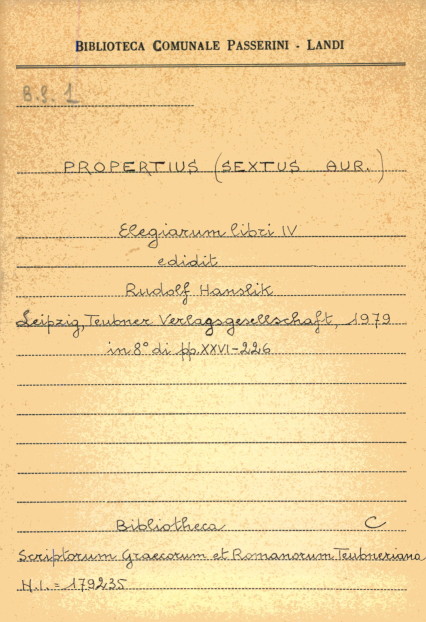 BIBLIOTECA COMUNALE PASSERINI - LANDI
B.S. 1
PROPERTIUS (SEXTUS AUR.)
Elegiarum libri IV
edidit
Rudolf Hanslik
Leipzig, Teubner Verlagsgesellschaft, 1979
in 8° di pp. XXVI-226
Bibliotheca C
Scriptorum Graecorum et Romanorum Teubneriana
N.I. = 179235